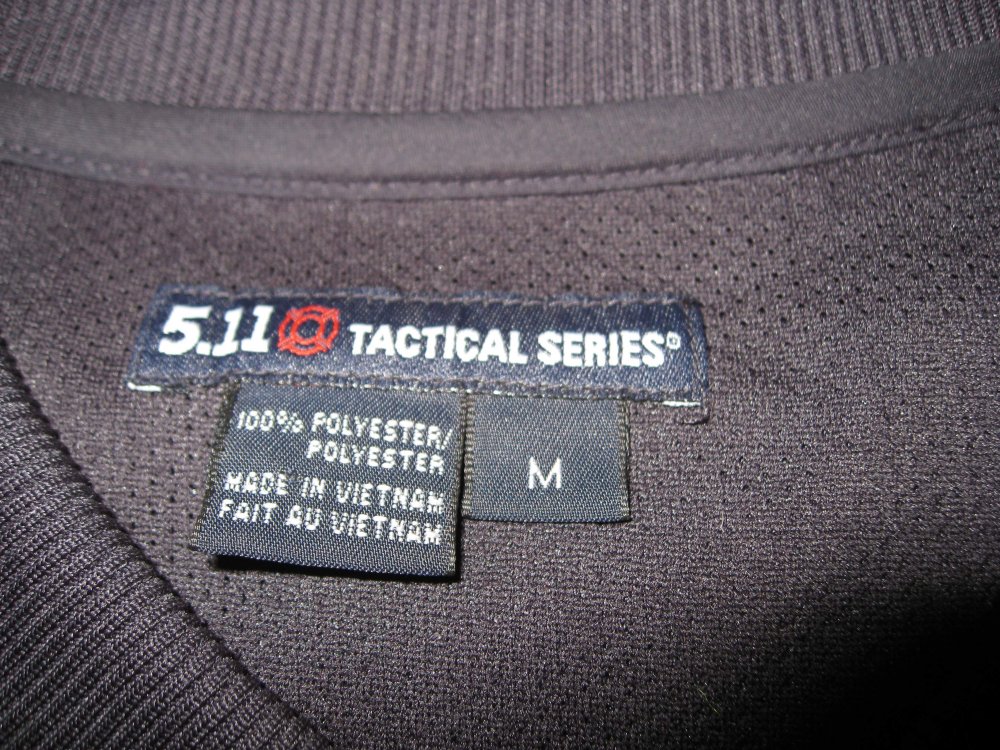 5.11 TACTICAL SERIES®
100% POLYESTER/
POLYESTER
MADE IN VIETNAM
FAIT AU VIETNAM
M